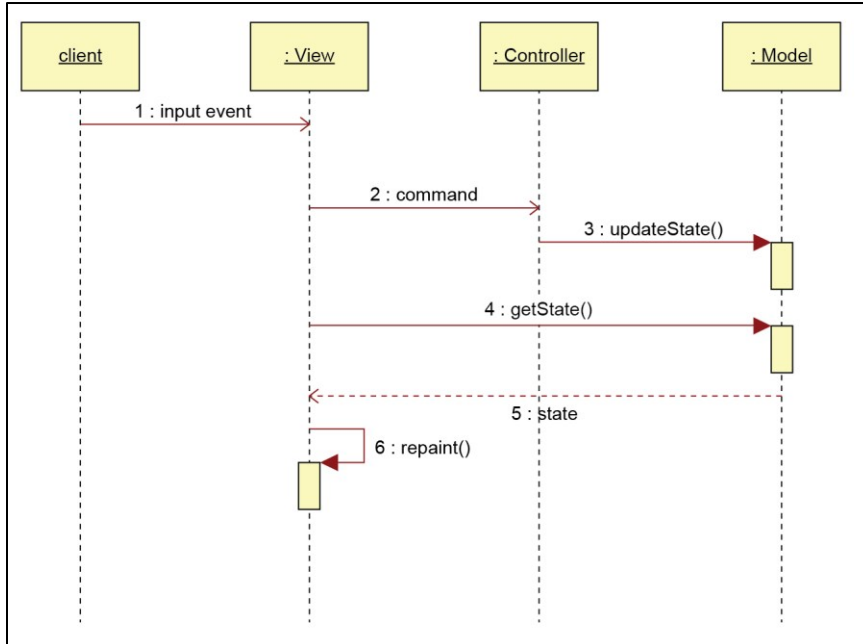 client
: View
: Controller
: Model
1 : input event
2 : command
3 : updateState()
4 : getState()
5 : state
6 : repaint()